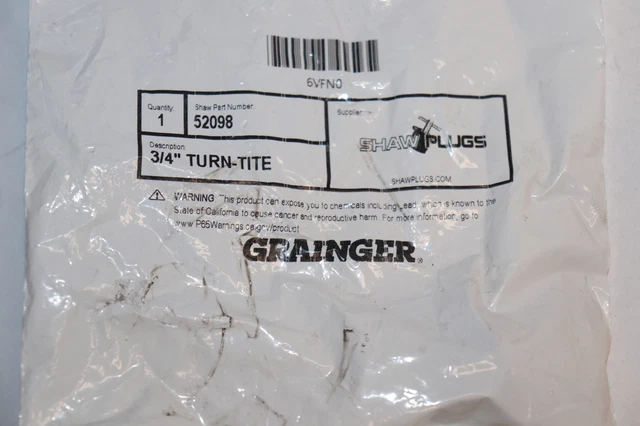 6VFN0
Quantity:
1
Shaw Part Number:
52098
Supplier:
SHAW PLUGS
SHAWPLUGS.COM
Description:
3/4" TURN-TITE
WARNING: This product can expose you to chemicals including lead, which is known to the
State of California to cause cancer and reproductive harm. For more information, go to
www.P65Warnings.ca.gov/product
GRAINGER®